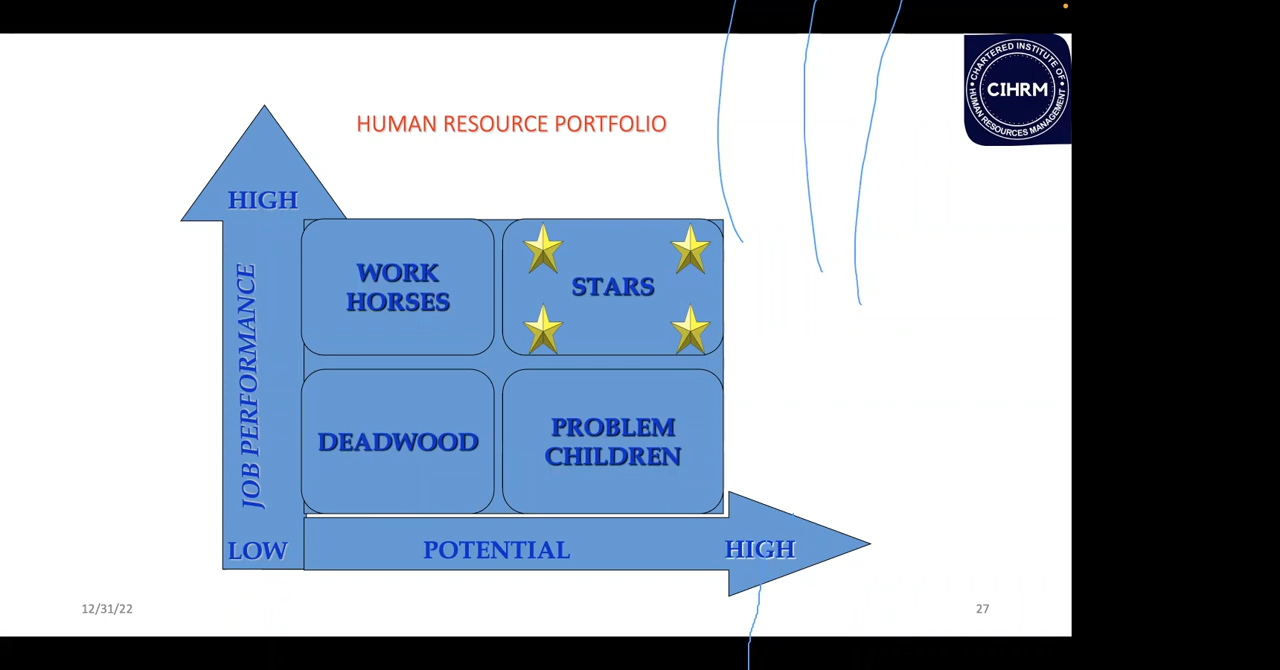 HUMAN RESOURCE PORTFOLIO
CHARTERED INSTITUTE OF
CIHRM
HUMAN RESOURCES MANAGEMENT
HIGH
JOB PERFORMANCE
LOW
WORK
HORSES
STARS
DEADWOOD
PROBLEM
CHILDREN
POTENTIAL
HIGH
12/31/22
27